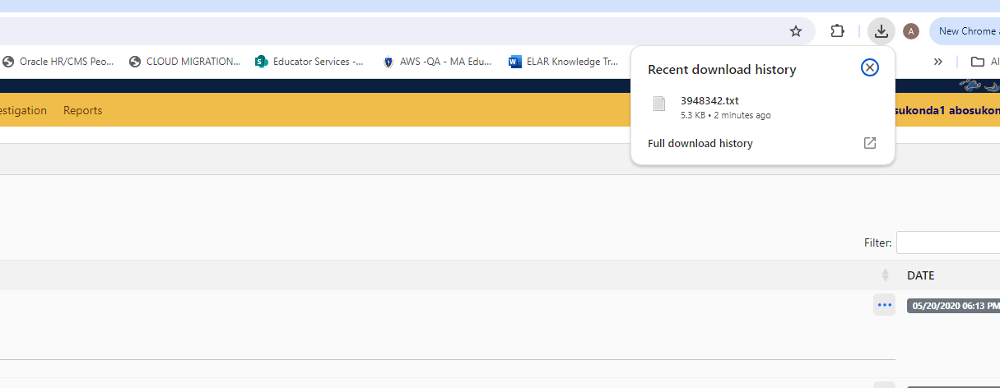 A
New Chrome a
Oracle HR/CMS Peo...
CLOUD MIGRATION...
Educator Services -...
AWS -QA - MA Edu...
ELAR Knowledge Tr...
Al
Recent download history
3948342.txt
5.3 KB • 2 minutes ago
Full download history
estigation
Reports
sukonda1 abosukon
Filter:
DATE
05/20/2020 06:13 PM